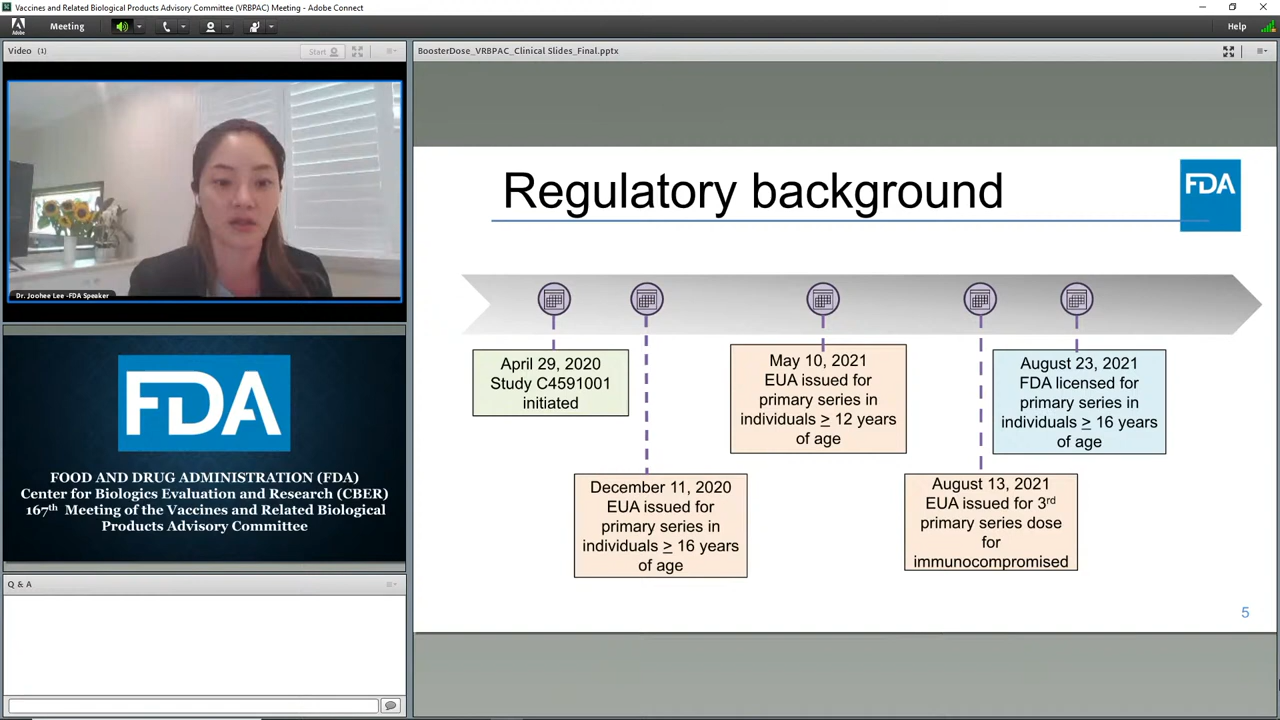 Vaccines and Related Biological Products Advisory Committee (VRBPAC) Meeting - Adobe Connect
Adobe
Meeting
Help
Video (1)
Start
Dr. Joohee Lee -FDA Speaker
FDA
FOOD AND DRUG ADMINISTRATION (FDA)
Center for Biologics Evaluation and Research (CBER)
167th Meeting of the Vaccines and Related Biological
Products Advisory Committee
Q & A
BoosterDose_VRBPAC_Clinical Slides_Final.pptx
Regulatory background
FDA
April 29, 2020
Study C4591001
initiated
December 11, 2020
EUA issued for
primary series in
individuals ≥ 16 years
of age
May 10, 2021
EUA issued for
primary series in
individuals ≥ 12 years
of age
August 13, 2021
EUA issued for 3rd
primary series dose
for
immunocompromised
August 23, 2021
FDA licensed for
primary series in
individuals ≥ 16 years
of age
5